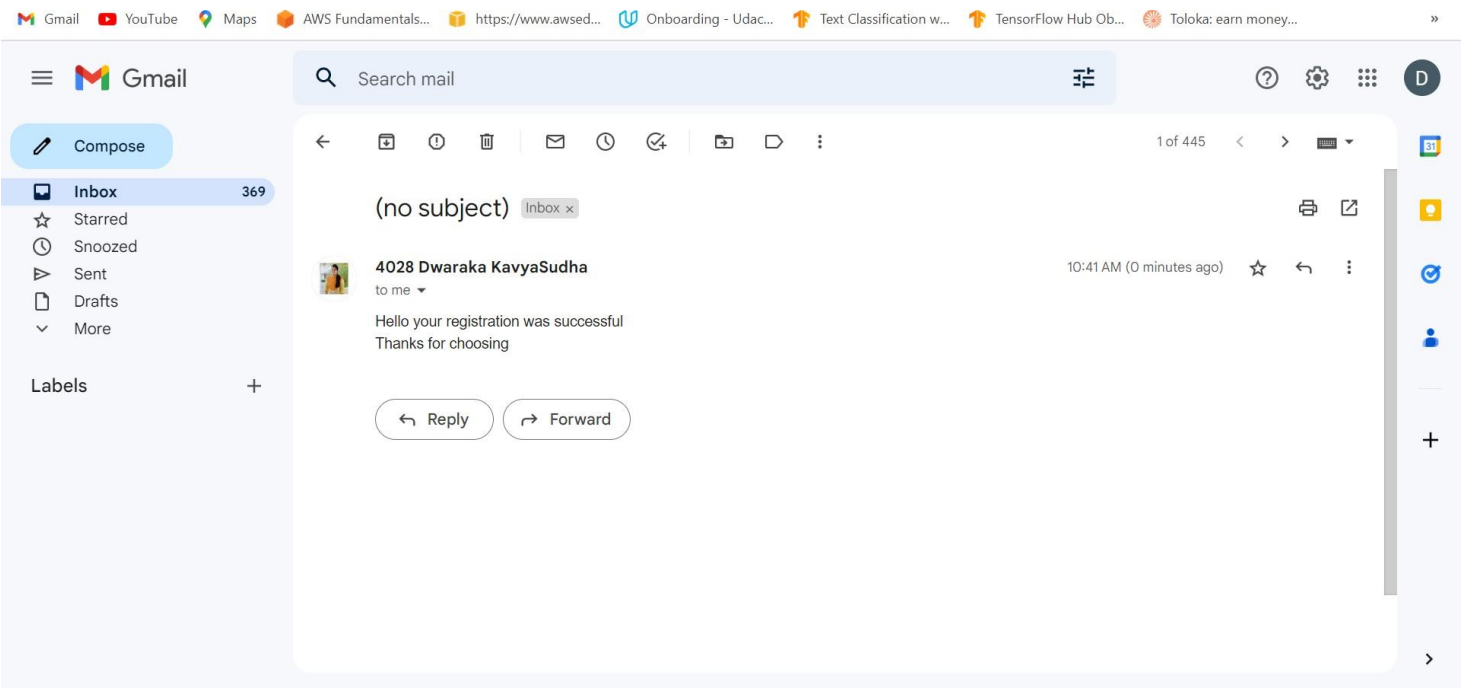 Gmail YouTube Maps AWS Fundamentals... https://www.awsed... Onboarding - Udac... Text Classification w... TensorFlow Hub Ob... Toloka: earn money... »
Gmail Search mail D
Compose 1 of 445 31
Inbox 369
(no subject) Inbox x
Starred
Snoozed
4028 Dwaraka KavyaSudha 10:41 AM (0 minutes ago)
Sent
to me
Drafts
Hello your registration was successful
More
Thanks for choosing
Labels +
Reply Forward